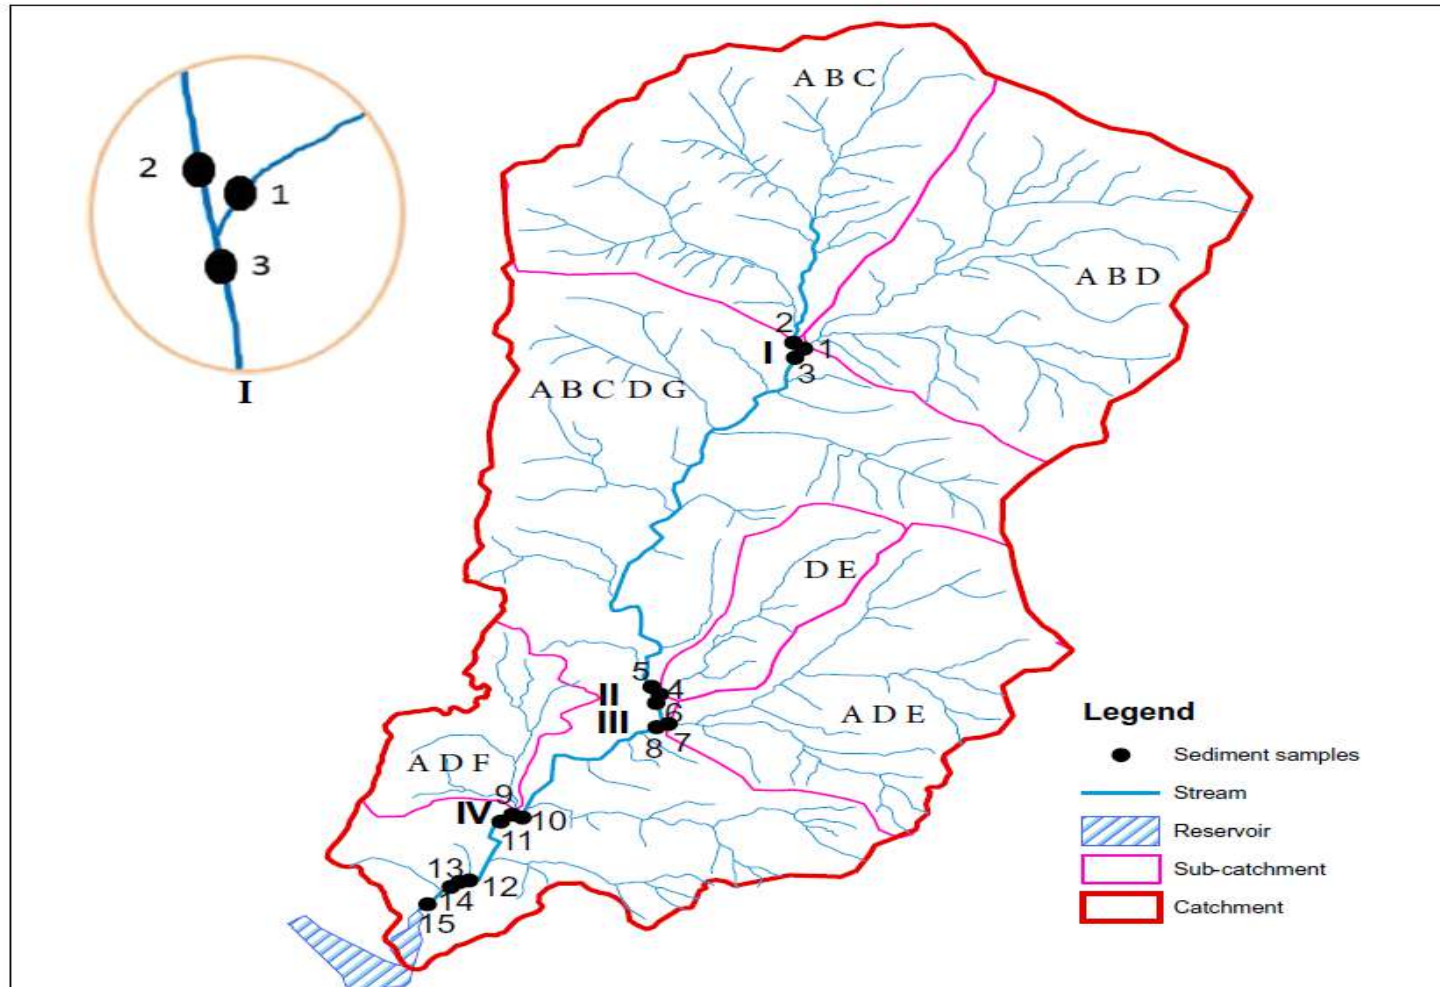 A B C
2
1
3
I
A B D
2
I
1
3
A B C D G
D E
5
4
II
6
III
7
8
A D E
A D F
9
IV
10
11
13
12
14
15
Legend
Sediment samples
Stream
Reservoir
Sub-catchment
Catchment